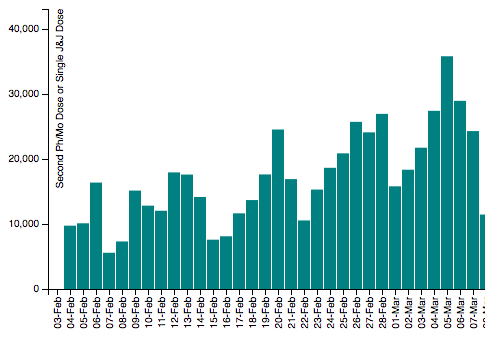 Second Ph/Mo Dose or Single J&J Dose
40,000
30,000
20,000
10,000
0
03-Feb
04-Feb
05-Feb
06-Feb
07-Feb
08-Feb
09-Feb
10-Feb
11-Feb
12-Feb
13-Feb
14-Feb
15-Feb
16-Feb
17-Feb
18-Feb
19-Feb
20-Feb
21-Feb
22-Feb
23-Feb
24-Feb
25-Feb
26-Feb
27-Feb
28-Feb
01-Mar
02-Mar
03-Mar
04-Mar
05-Mar
06-Mar
07-Mar